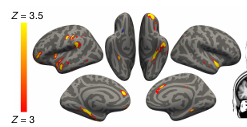 Z = 3.5
Z = 3